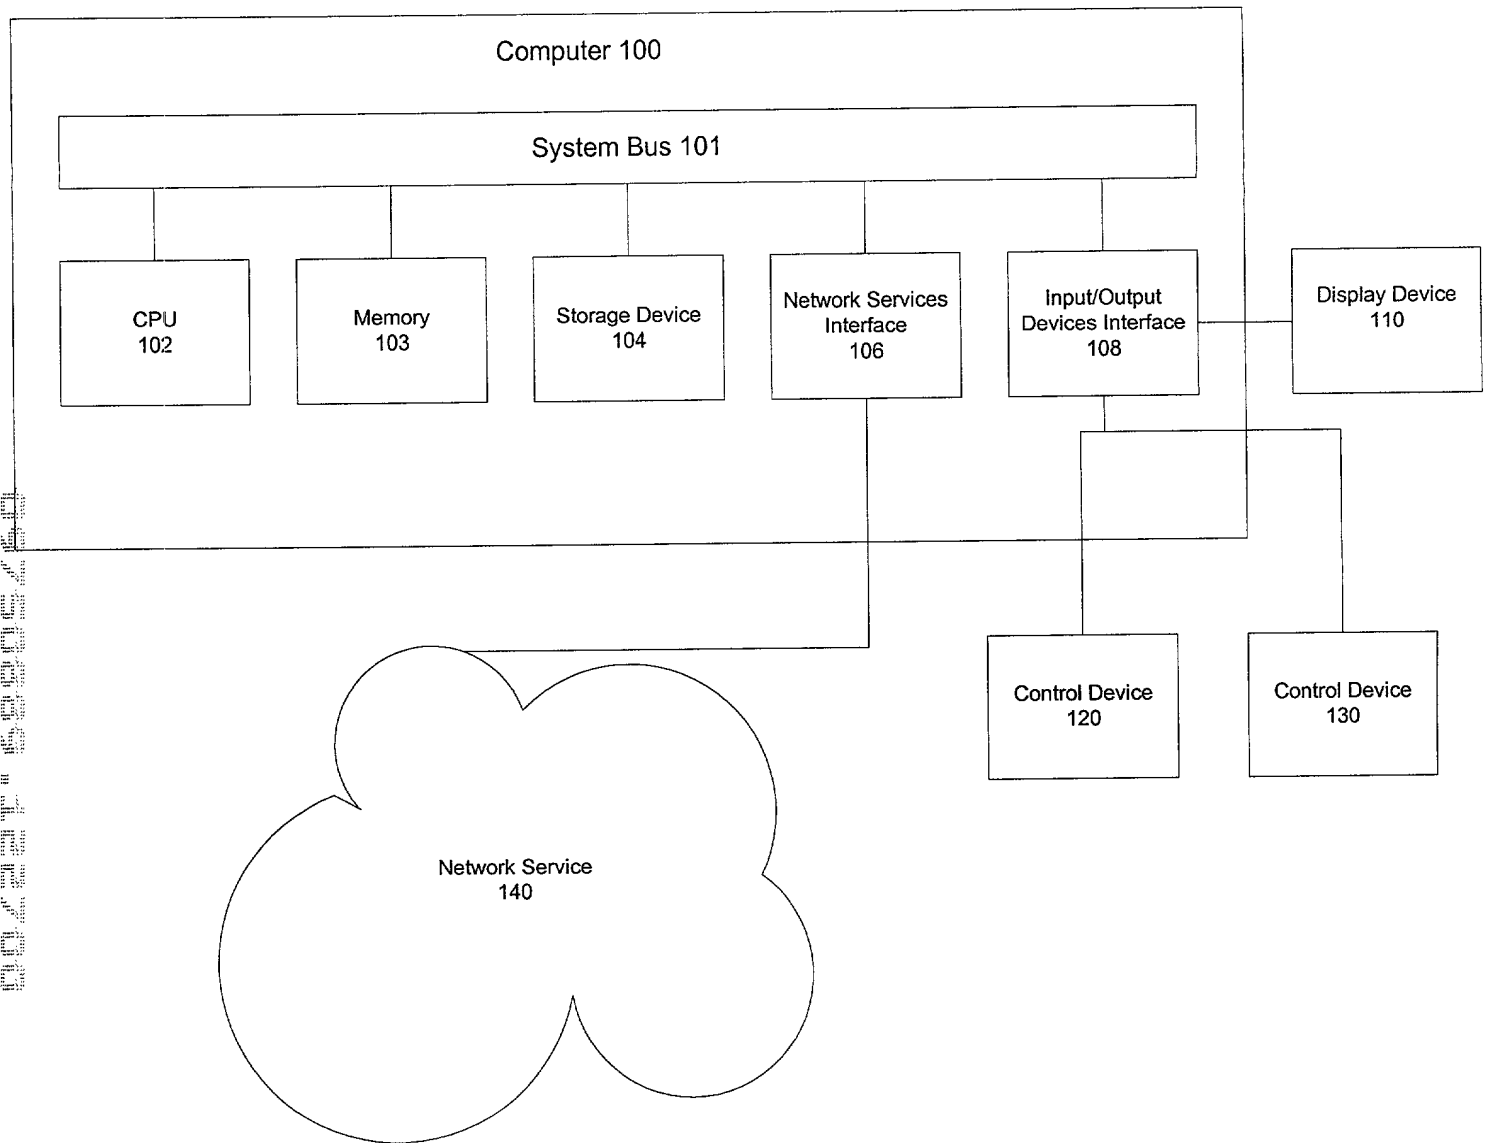 Computer 100
System Bus 101
CPU
102
Memory
103
Storage Device
104
Network Services
Interface
106
Input/Output
Devices Interface
108
Display Device
110
Control Device
120
Control Device
130
Network Service
140